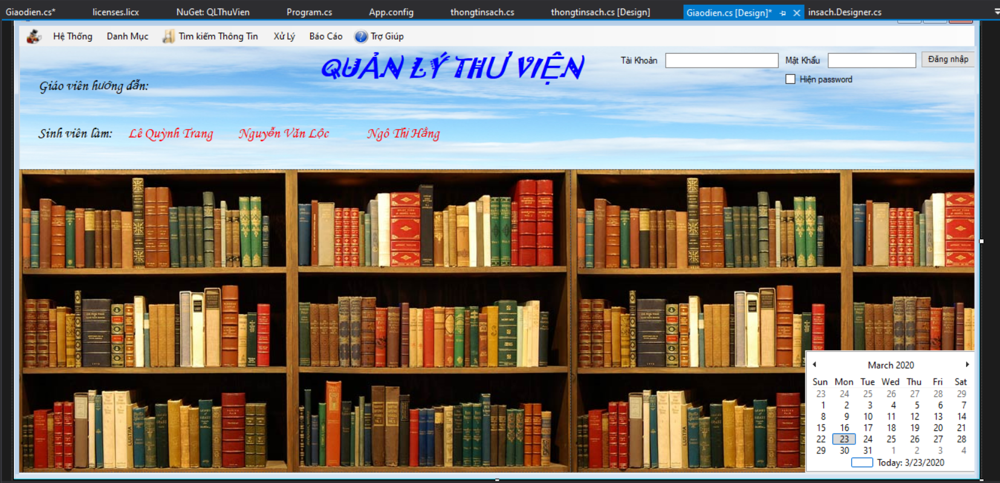 Giaodien.cs* licenses.licx NuGet: QLThuVien Program.cs App.config thongtinsach.cs thongtinsach.cs [Design] Giaodien.cs [Design]* insach.Designer.cs
Hệ Thống Danh Mục Tìm kiếm Thông Tin Xử Lý Báo Cáo Trợ Giúp
QUẢN LÝ THƯ VIỆN
Tài Khoản Mật Khẩu Đăng nhập
Hiện password
Giáo viên hướng dẫn:
Sinh viên làm: Lê Quỳnh Trang Nguyễn Văn Lộc Ngô Thị Hằng
March 2020
Sun Mon Tue Wed Thu Fri Sat
23 24 25 26 27 28 29
1 2 3 4 5 6 7
8 9 10 11 12 13 14
15 16 17 18 19 20 21
22 23 24 25 26 27 28
29 30 31 1 2 3 4
Today: 3/23/2020